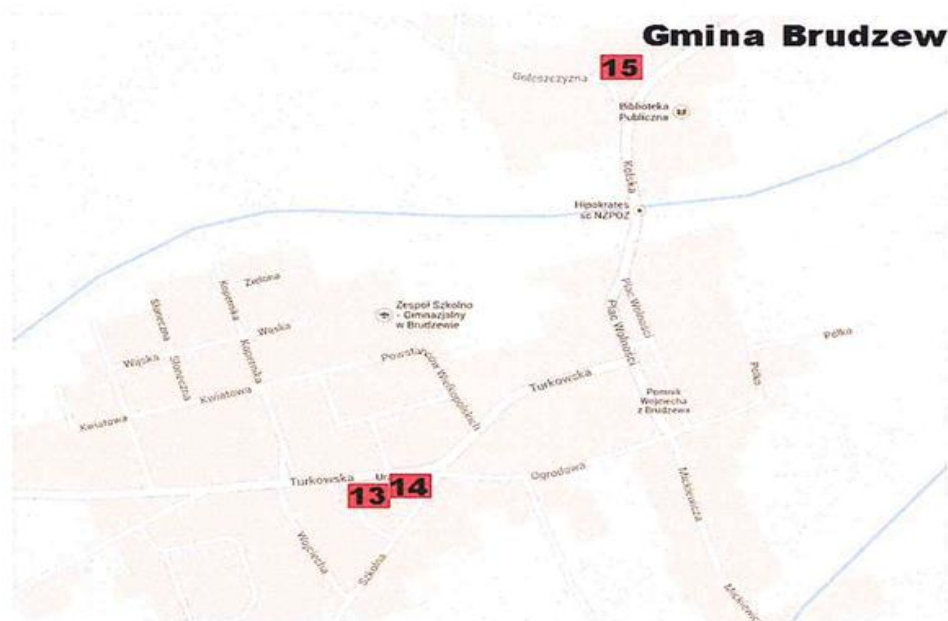 Gmina Brudzew
15
Goleszczyzna
Biblioteka
Publiczna
Kolska
Hipokrates
sc NZPOZ
Zielona
Kopernika
Słoneczna
Wąska
Zespół Szkolno
- Gimnazjalny
w Brudzewie
Plac Wolności
Plac Wolności
Wąska
Słoneczna
Kopernika
Powstańców Wielkopolskich
Pólka
Kwiatowa
Turkowska
Pólko
Kwiatowa
Pomnik
Wojciecha
z Brudzewa
Turkowska
13
14
Ogrodowa
Mickiewicza
Wojciecha
Szkolna